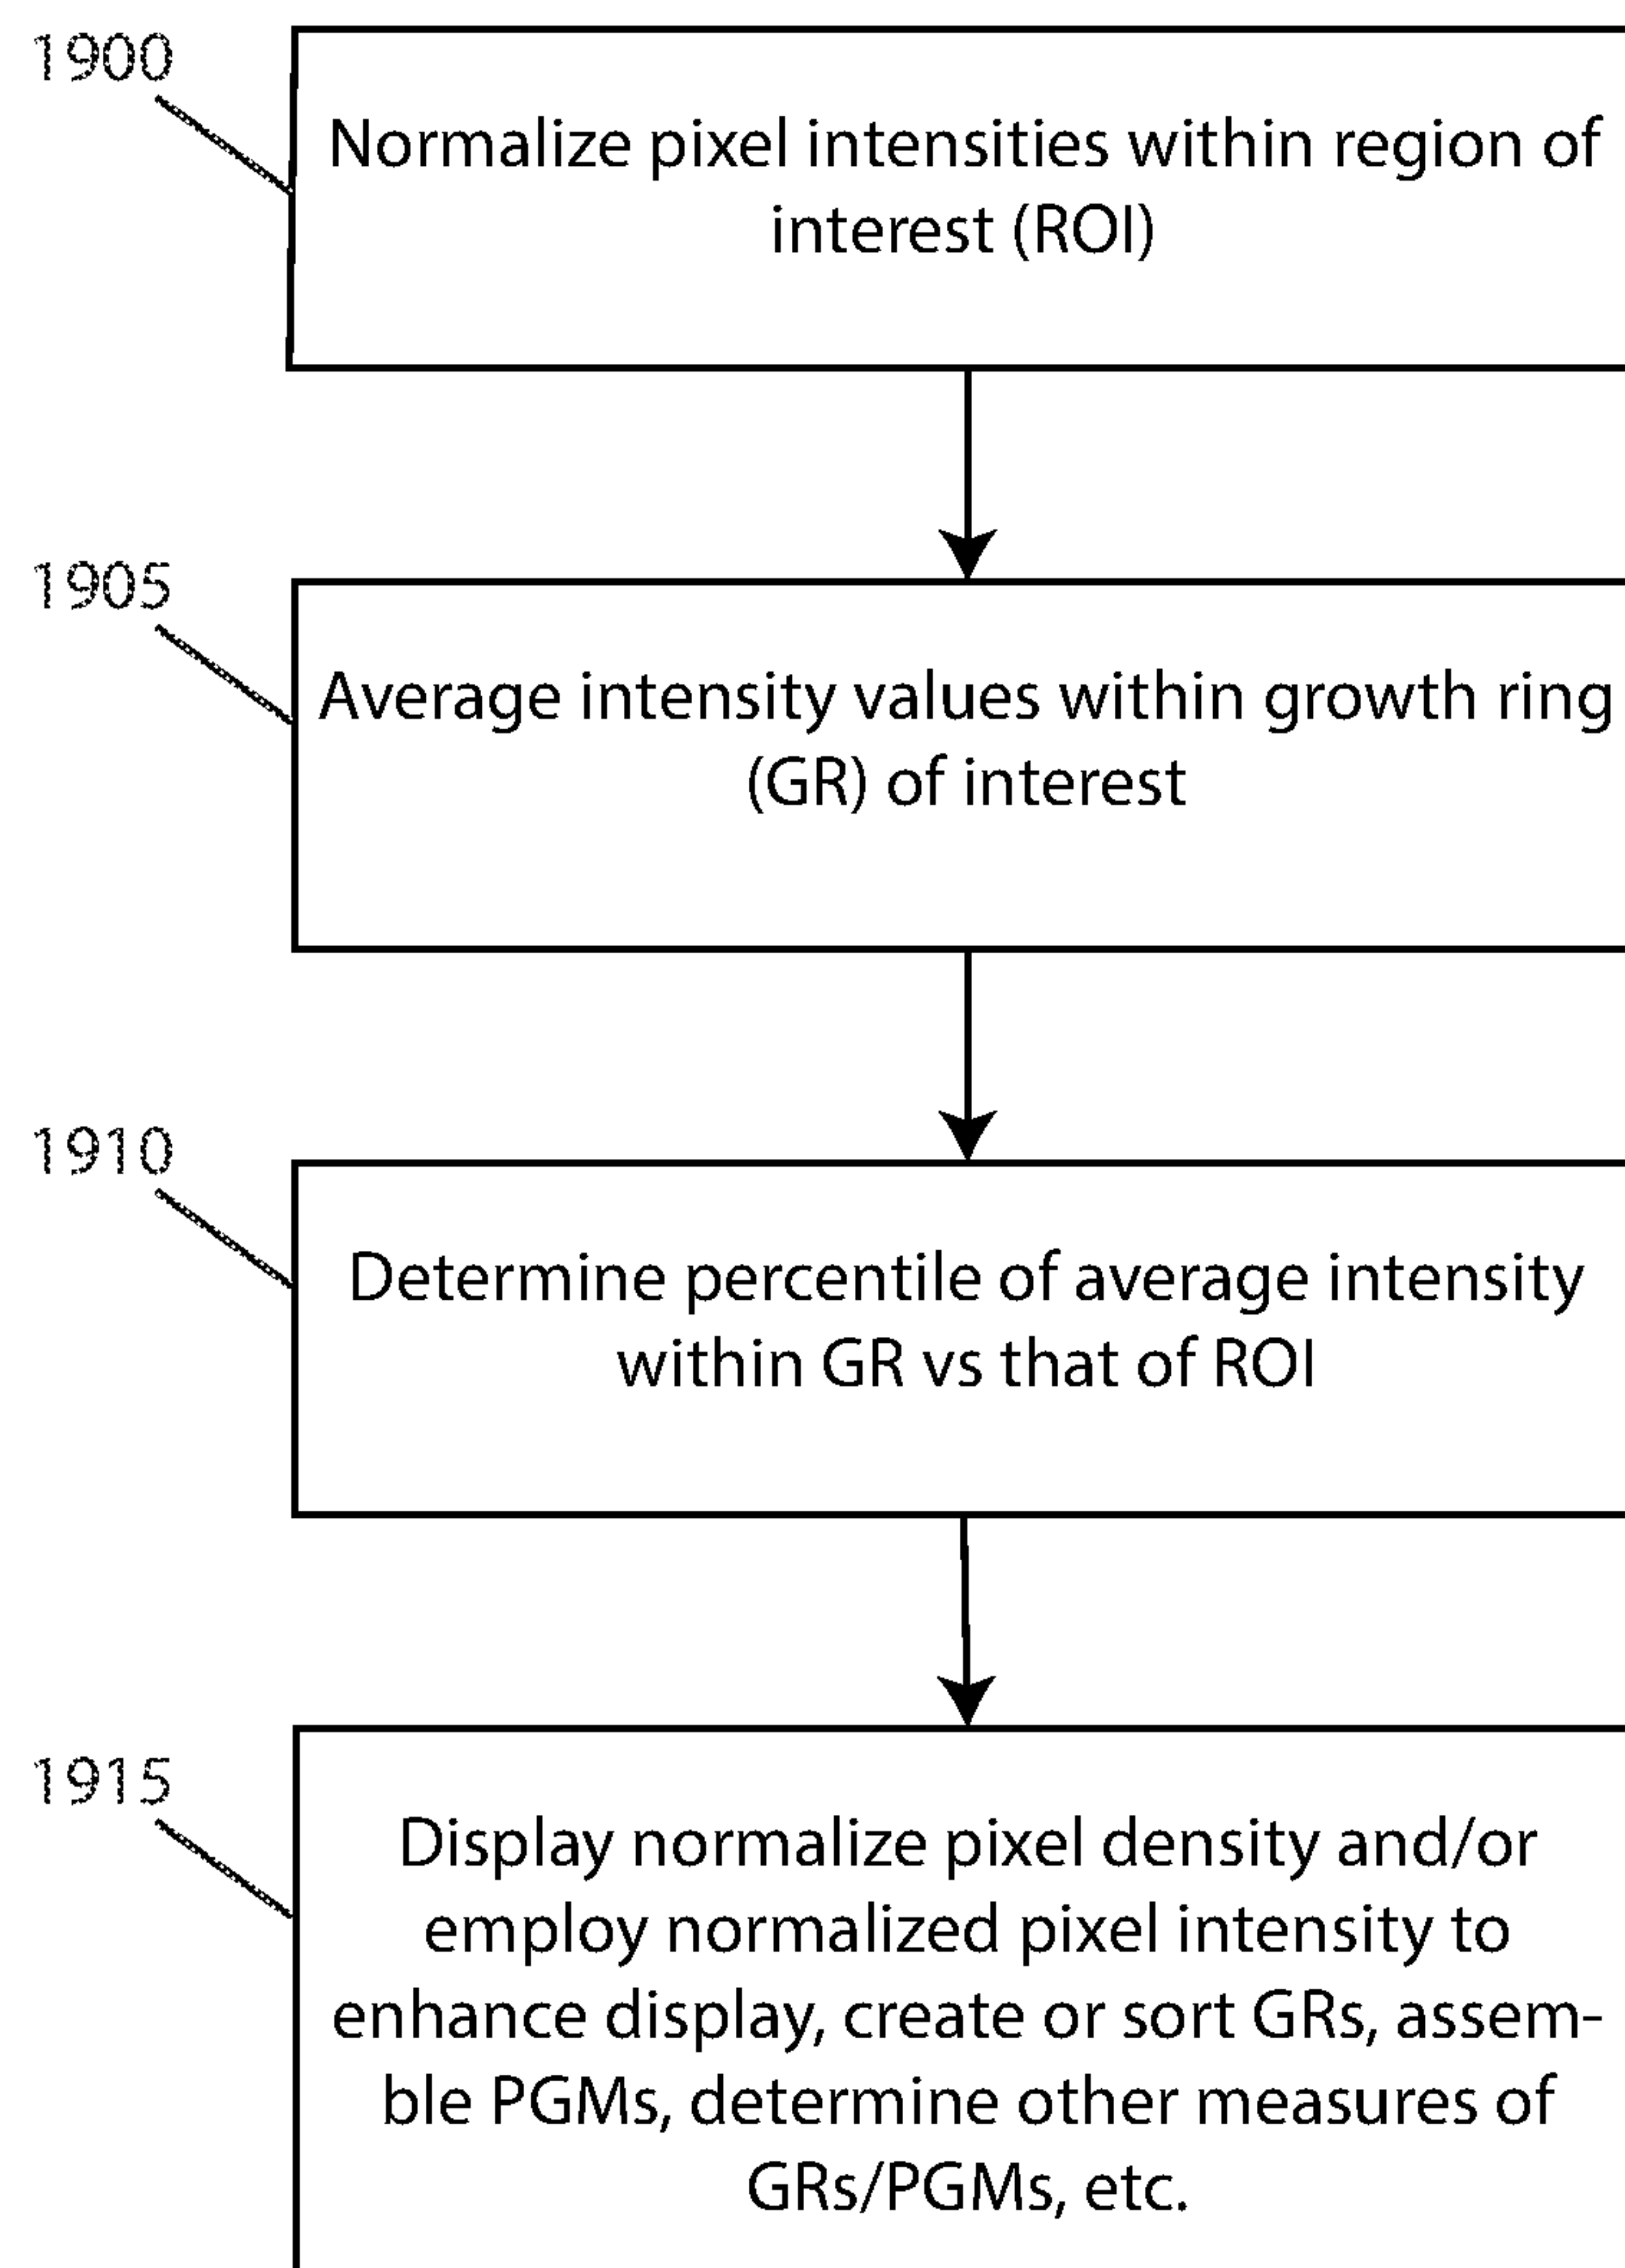 1900
Normalize pixel intensities within region of
interest (ROI)
1905
Average intensity values within growth ring
(GR) of interest
1910
Determine percentile of average intensity
within GR vs that of ROI
1915
Display normalize pixel density and/or
employ normalized pixel intensity to
enhance display, create or sort GRs, assem-
ble PGMs, determine other measures of
GRs/PGMs, etc.